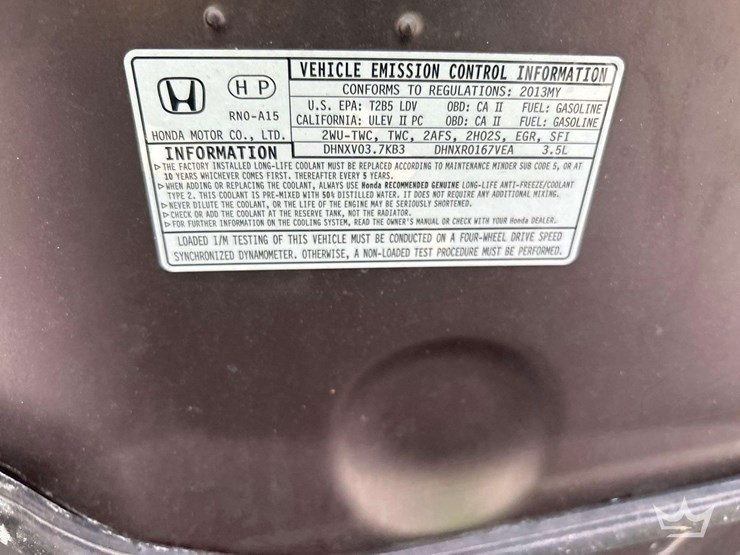 VEHICLE EMISSION CONTROL INFORMATION
H P
CONFORMS TO REGULATIONS: 2013MY
RN0-A15
U.S. EPA: T2B5 LDV OBD: CA II FUEL: GASOLINE
CALIFORNIA: ULEV II PC OBD: CA II FUEL: GASOLINE
HONDA MOTOR CO., LTD.
2WU-TWC, TWC, 2AFS, 2HO2S, EGR, SFI
INFORMATION
DHNXV03.7KB3 DHNXR0167VEA 3.5L
▷THE FACTORY INSTALLED LONG-LIFE COOLANT MUST BE REPLACED ACCORDING TO MAINTENANCE MINDER SUB CODE 5, OR AT
10 YEARS WHICHEVER COMES FIRST. THEREAFTER EVERY 5 YEARS.
▷WHEN ADDING OR REPLACING THE COOLANT, ALWAYS USE Honda RECOMMENDED GENUINE LONG-LIFE ANTI-FREEZE/COOLANT
TYPE 2. THIS COOLANT IS PRE-MIXED WITH 50% DISTILLED WATER. IT DOES NOT REQUIRE ANY ADDITIONAL MIXING.
▷NEVER DILUTE THE COOLANT, OR THE LIFE OF THE ENGINE MAY BE SERIOUSLY SHORTENED.
▷CHECK OR ADD THE COOLANT AT THE RESERVE TANK, NOT THE RADIATOR.
▷FOR FURTHER INFORMATION ON THE COOLING SYSTEM, READ THE OWNER'S MANUAL OR CHECK WITH YOUR Honda DEALER.
LOADED I/M TESTING OF THIS VEHICLE MUST BE CONDUCTED ON A FOUR-WHEEL DRIVE SPEED
SYNCHRONIZED DYNAMOMETER. OTHERWISE, A NON-LOADED TEST PROCEDURE MUST BE PERFORMED.